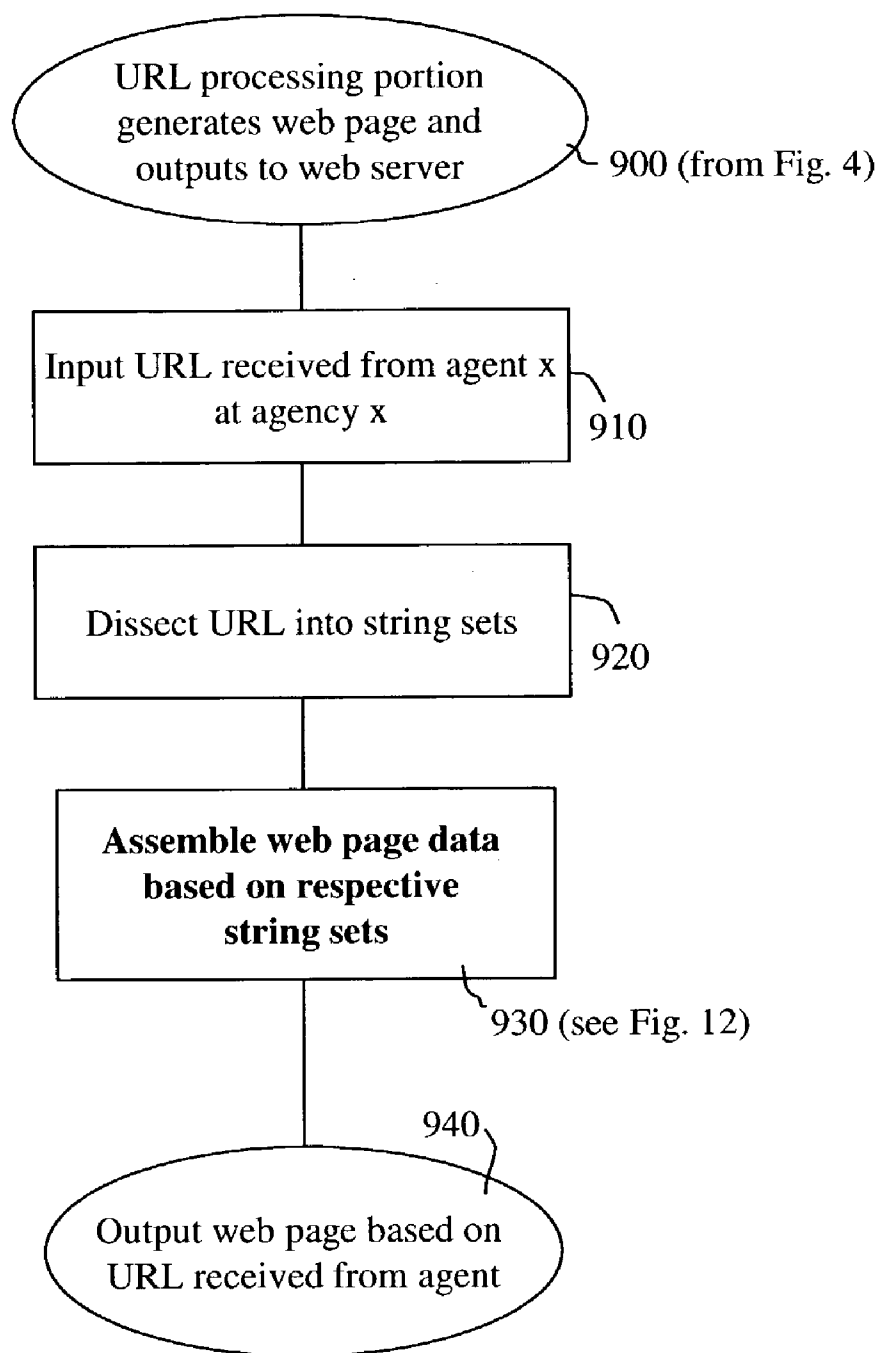 URL processing portion
generates web page and
outputs to web server
900 (from Fig. 4)
Input URL received from agent x
at agency x
910
Dissect URL into string sets
920
Assemble web page data
based on respective
string sets
930 (see Fig. 12)
940
Output web page based on
URL received from agent